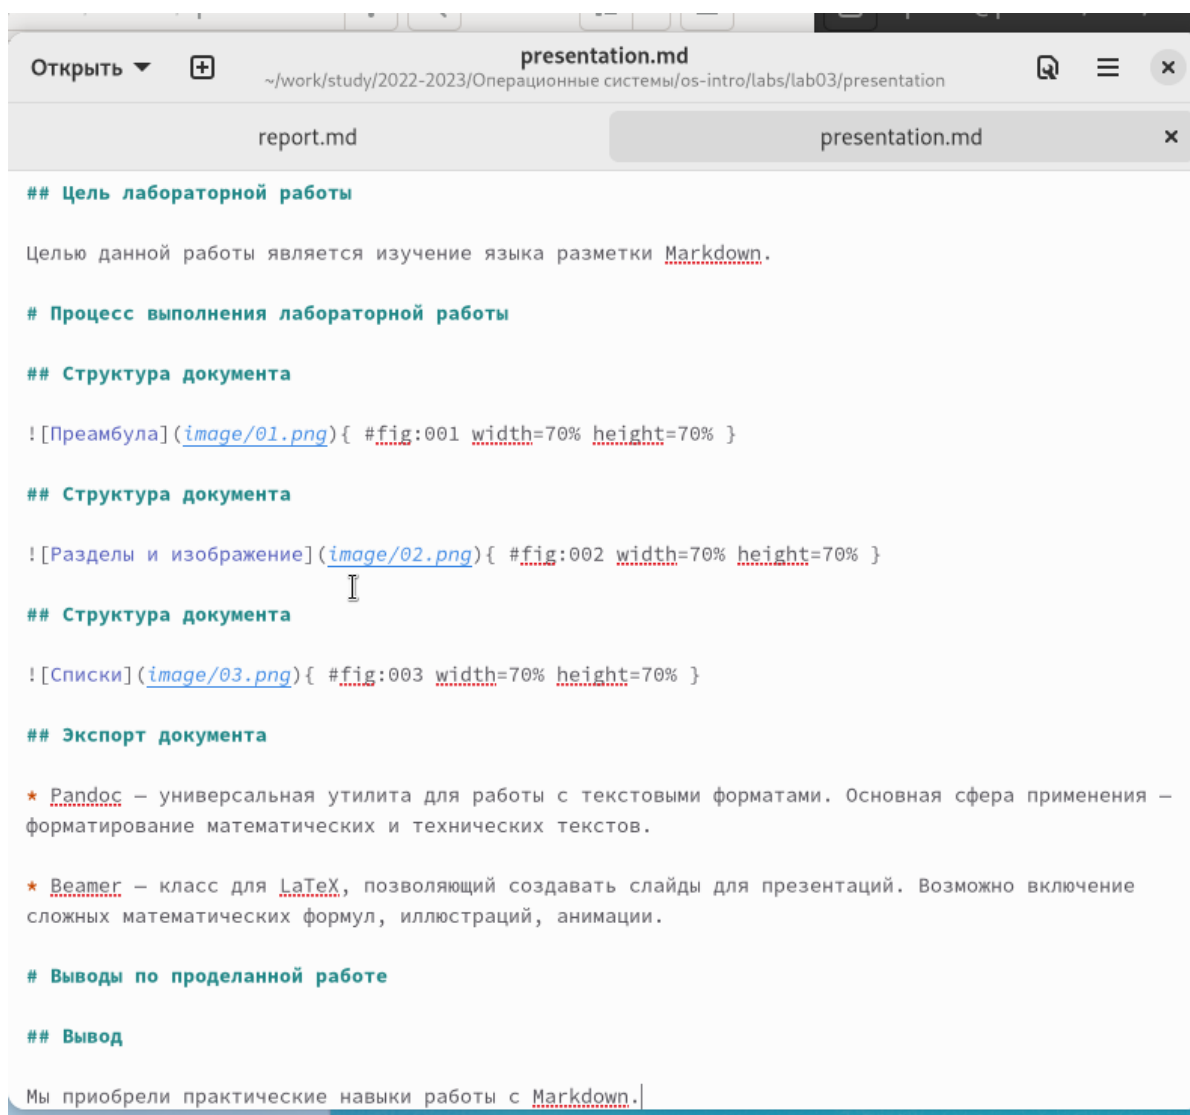 Открыть
presentation.md
~/work/study/2022-2023/Операционные системы/os-intro/labs/lab03/presentation
report.md
presentation.md
## Цель лабораторной работы
Целью данной работы является изучение языка разметки Markdown.
# Процесс выполнения лабораторной работы
## Структура документа
![Преамбула](image/01.png){ #fig:001 width=70% height=70% }
## Структура документа
![Разделы и изображение](image/02.png){ #fig:002 width=70% height=70% }
## Структура документа
![Списки](image/03.png){ #fig:003 width=70% height=70% }
## Экспорт документа
* Pandoc — универсальная утилита для работы с текстовыми форматами. Основная сфера применения —
форматирование математических и технических текстов.
* Beamer — класс для LaTeX, позволяющий создавать слайды для презентаций. Возможно включение
сложных математических формул, иллюстраций, анимации.
# Выводы по проделанной работе
## Вывод
Мы приобрели практические навыки работы с Markdown.